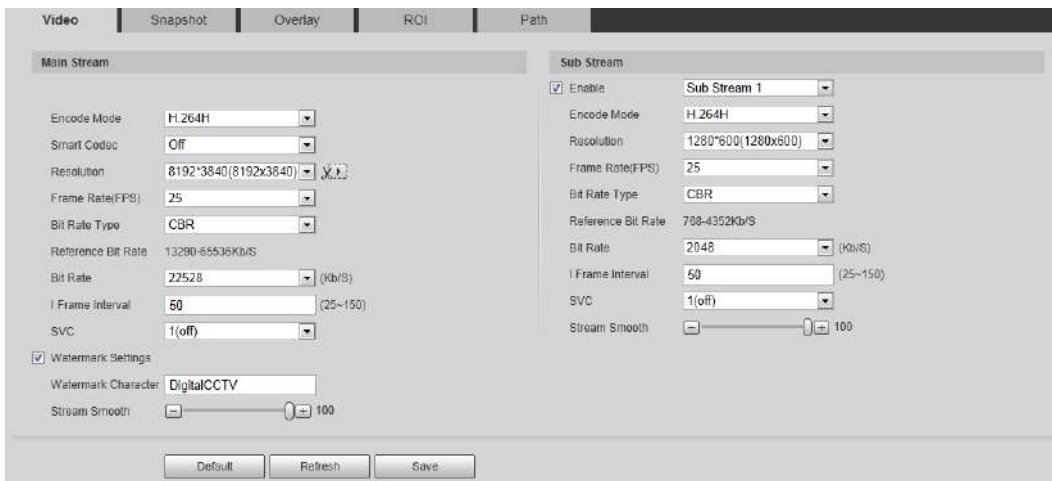 Video Snapshot Overlay ROI Path
Main Stream
Encode Mode H.264H
Smart Codec Off
Resolution 8192*3840(8192x3840)
Frame Rate(FPS) 25
Bit Rate Type CBR
Reference Bit Rate 13290-65536Kb/S
Bit Rate 22528 (Kb/S)
I Frame Interval 50 (25~150)
SVC 1(off)
Watermark Settings
Watermark Character DigitalCCTV
Stream Smooth 100
Sub Stream
Enable Sub Stream 1
Encode Mode H.264H
Resolution 1280*600(1280x600)
Frame Rate(FPS) 25
Bit Rate Type CBR
Reference Bit Rate 768-4352Kb/S
Bit Rate 2048 (Kb/S)
I Frame Interval 50 (25~150)
SVC 1(off)
Stream Smooth 100
Default Refresh Save